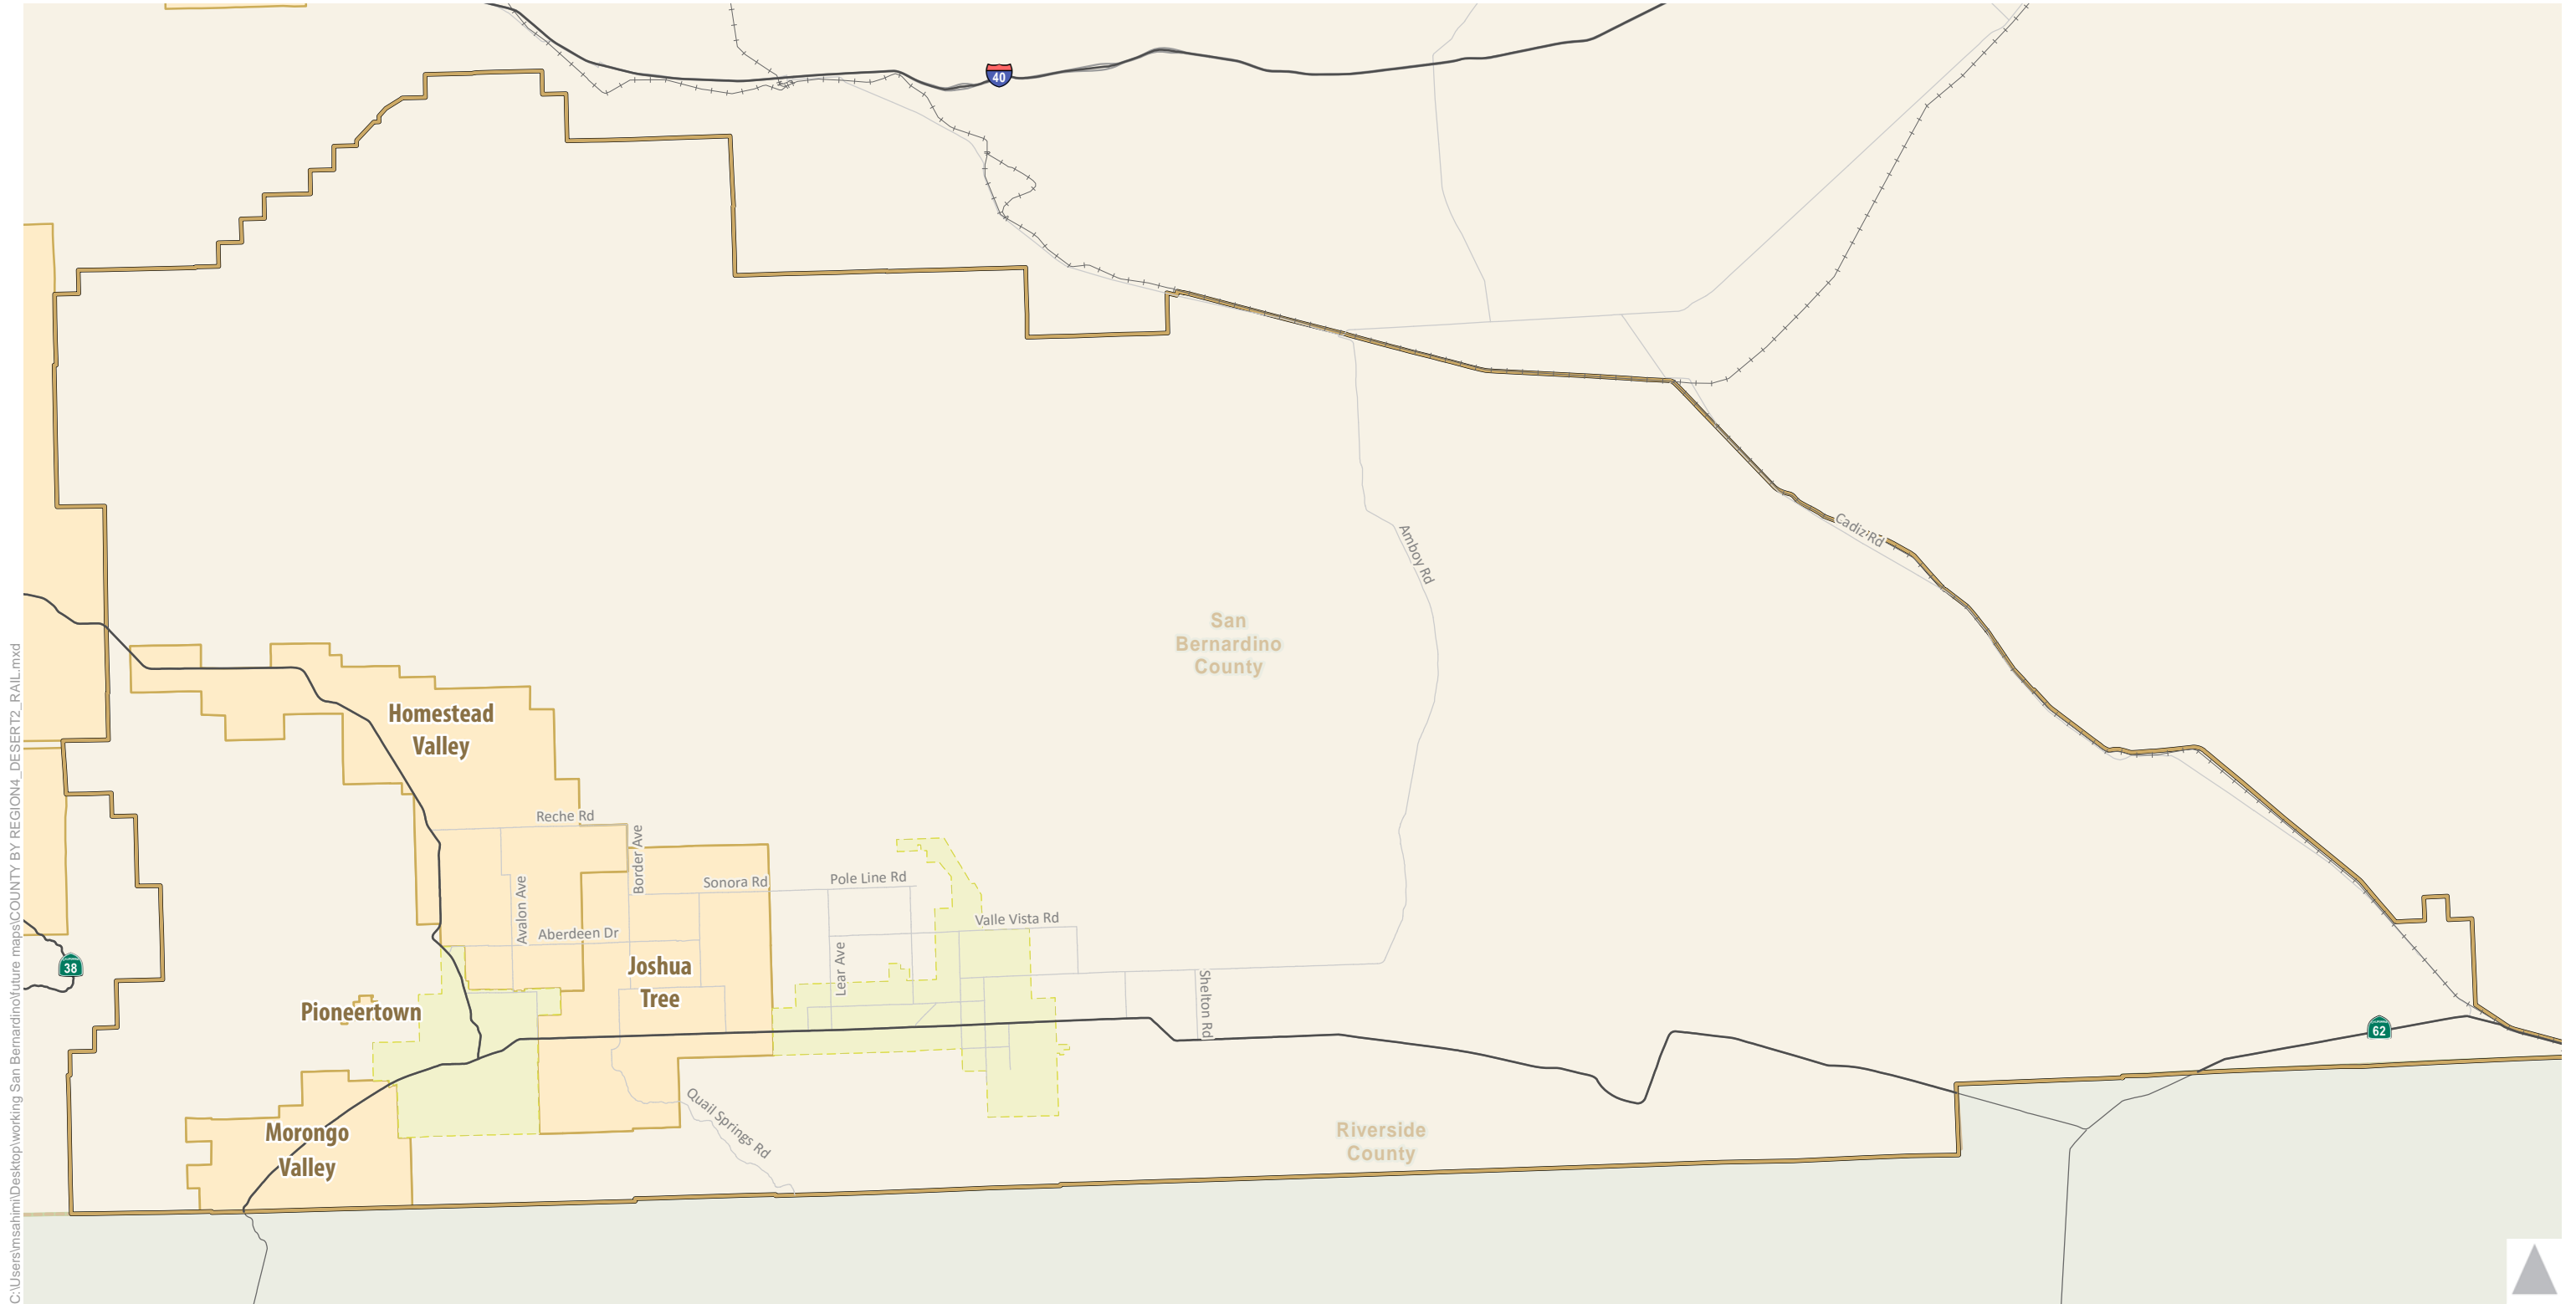 40
Cadiz Rd
Amboy Rd
San
Bernardino
County
Homestead
Valley
Reche Rd
Border Ave
Avalon Ave
Sonora Rd
Pole Line Rd
Valle Vista Rd
Aberdeen Dr
Lear Ave
Joshua
Tree
38
Shelton Rd
Pioneertown
62
Quail Springs Rd
Morongo
Valley
Riverside
County
C:\Users\msahimi\Desktop\working San Bernardino\future maps\COUNTY BY REGION4_DESERT2_RAIL.mxd